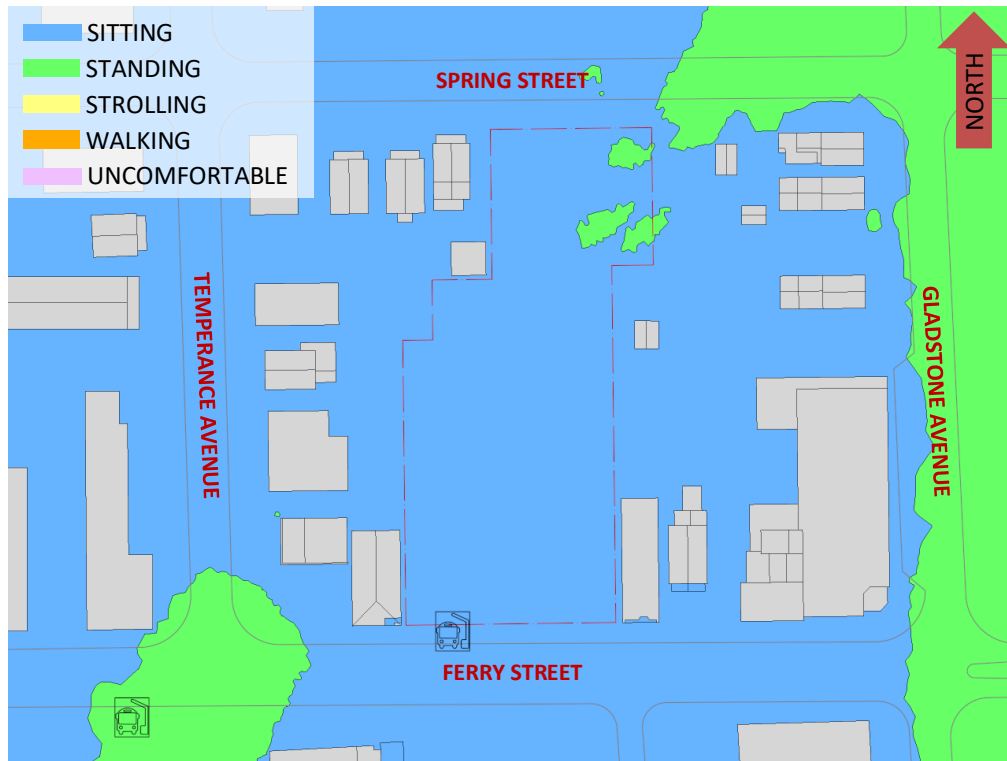 SITTING
STANDING
STROLLING
WALKING
UNCOMFORTABLE
SPRING STREET
NORTH
TEMPERANCE AVENUE
GLADSTONE AVENUE
FERRY STREET